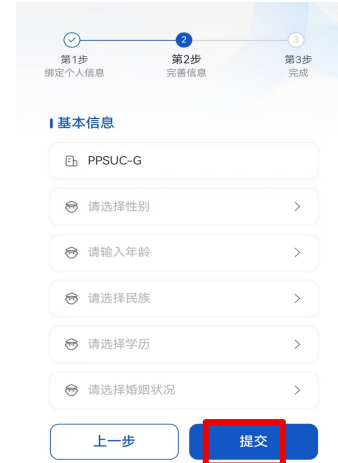 2
3
第1步
第2步
第3步
绑定个人信息
完善信息
完成
基本信息
PPSUC-G
请选择性别
请输入年龄
请选择民族
请选择学历
请选择婚姻状况
上一步
提交